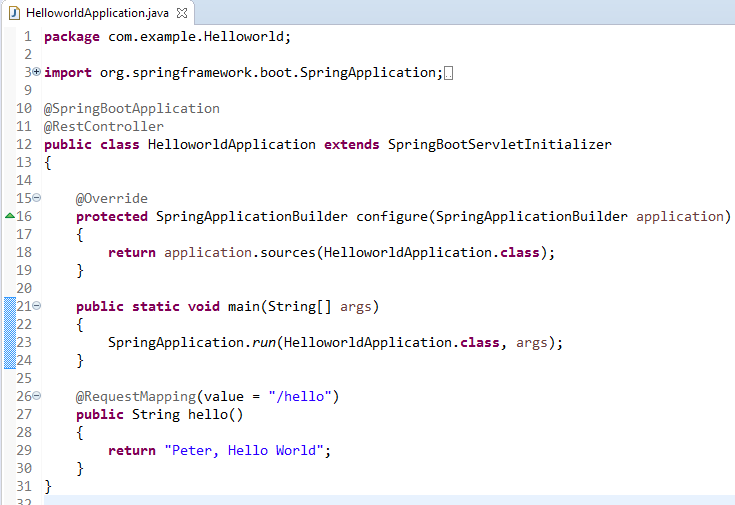 HelloworldApplication.java
1 package com.example.Helloworld;
2
3 import org.springframework.boot.SpringApplication;
9
10 @SpringBootApplication
11 @RestController
12 public class HelloworldApplication extends SpringBootServletInitializer
13 {
14
15 @Override
16 protected SpringApplicationBuilder configure(SpringApplicationBuilder application)
17 {
18 return application.sources(HelloworldApplication.class);
19 }
20
21 public static void main(String[] args)
22 {
23 SpringApplication.run(HelloworldApplication.class, args);
24 }
25
26 @RequestMapping(value = "/hello")
27 public String hello()
28 {
29 return "Peter, Hello World";
30 }
31 }
32